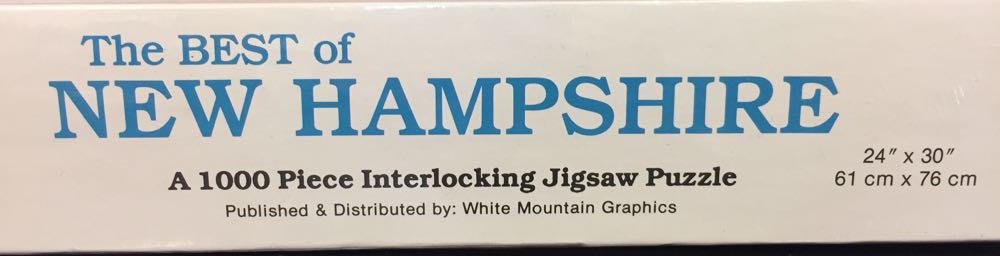 The BEST of
NEW HAMPSHIRE
A 1000 Piece Interlocking Jigsaw Puzzle
Published & Distributed by: White Mountain Graphics
24" x 30"
61 cm x 76 cm